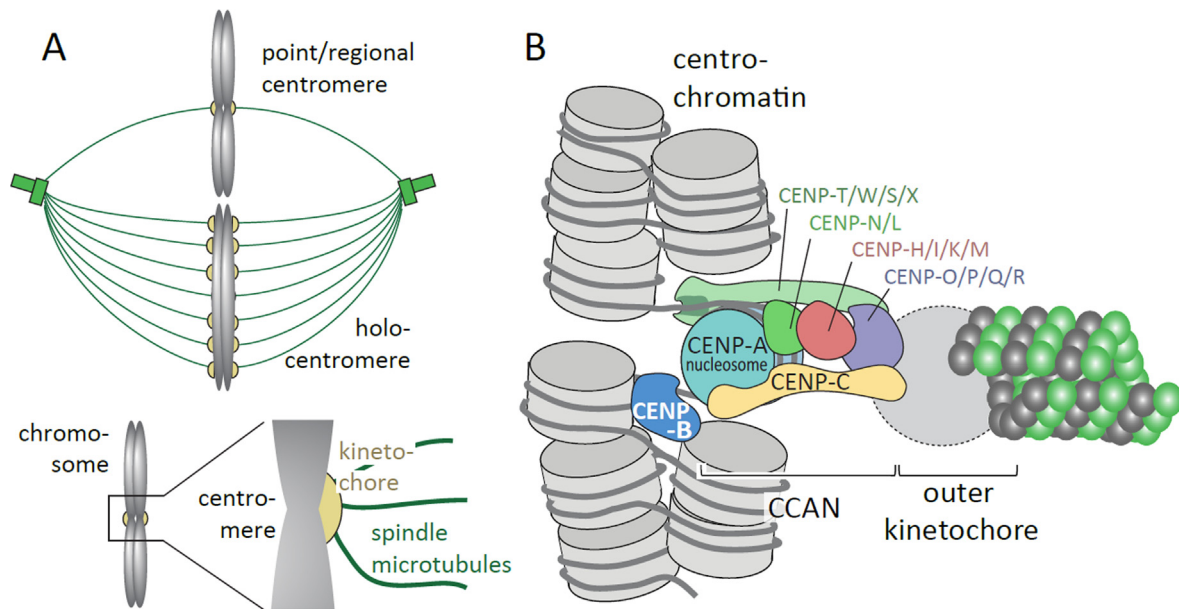 A
point/regional
centromere
holo-
centromere
chromo-
some
centro-
mere
kineto-
chore
spindle
microtubules
B
centro-
chromatin
CENP-T/W/S/X
CENP-N/L
CENP-H/I/K/M
CENP-O/P/Q/R
CENP-A
nucleosome
CENP-C
CENP
-B
CCAN
outer
kinetochore